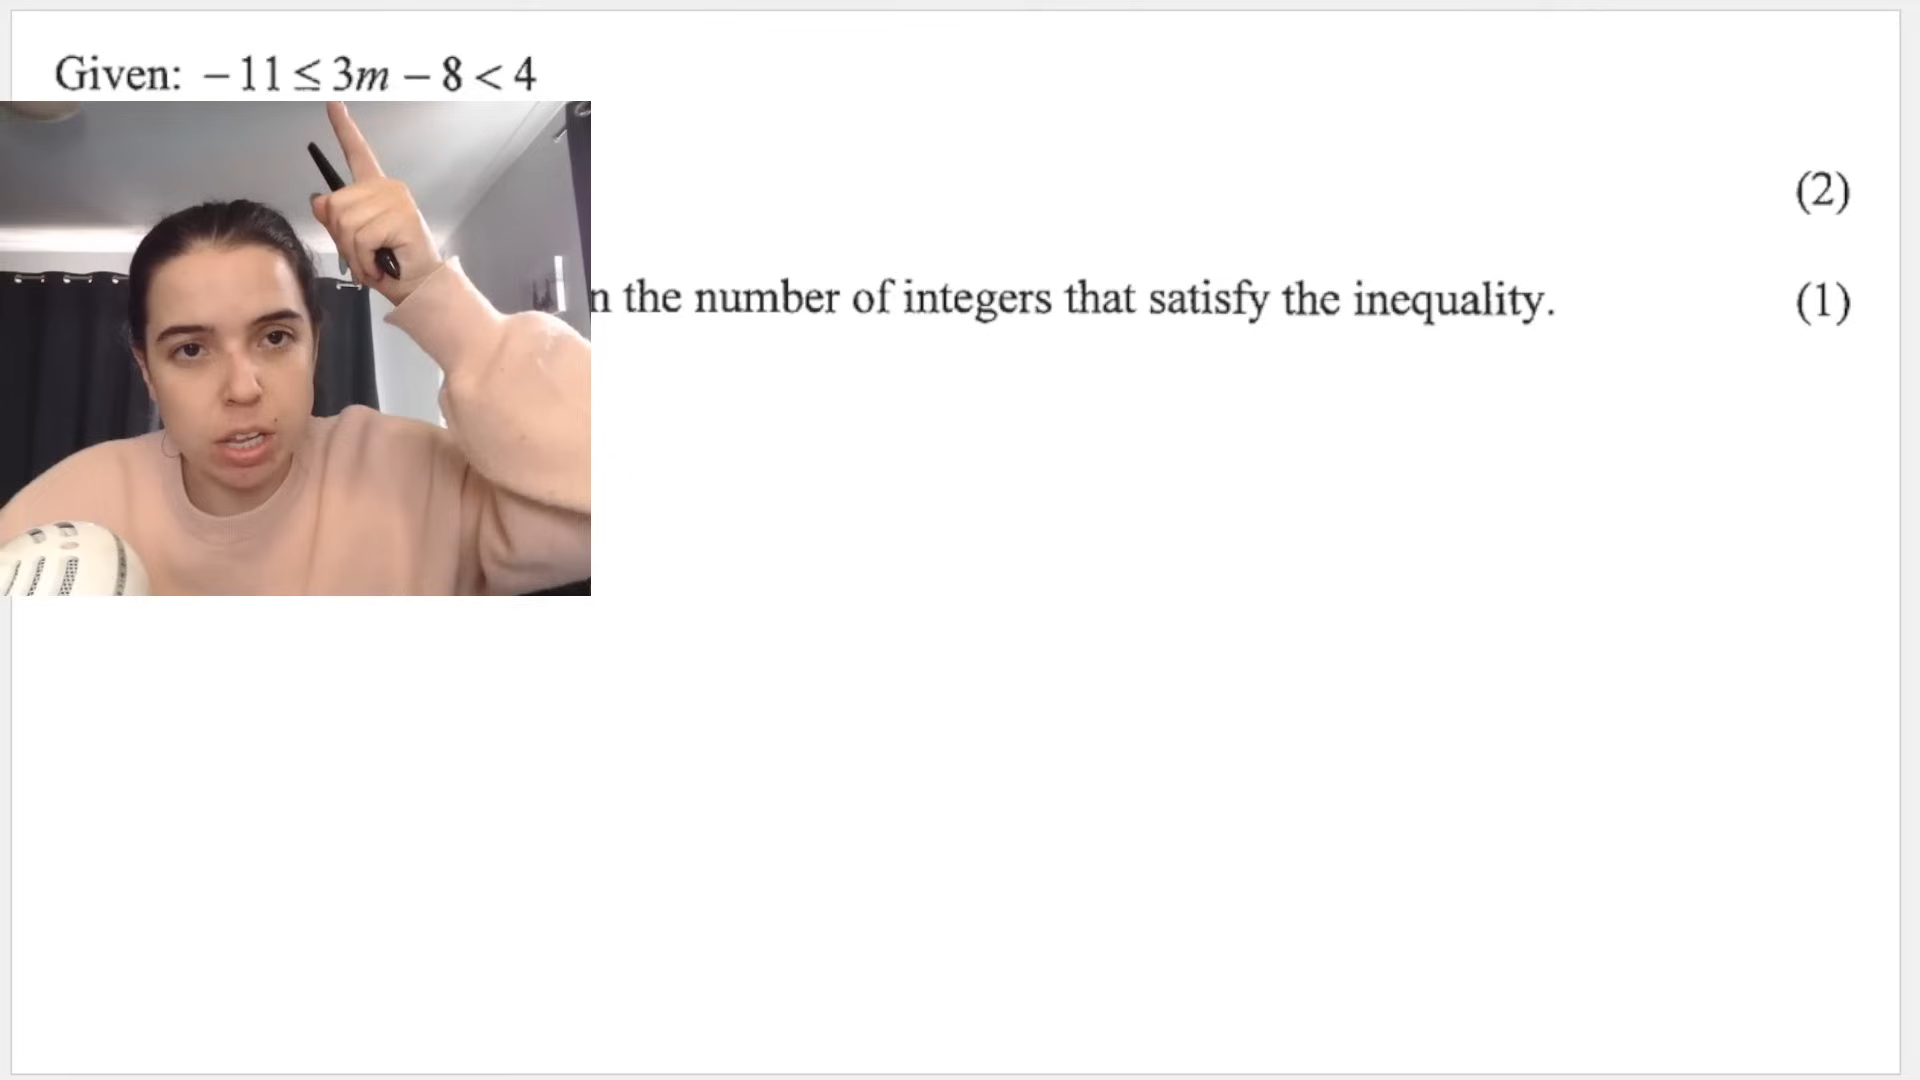 Given: – 11 ≤ 3m – 8 < 4
(2)
the number of integers that satisfy the inequality. (1)